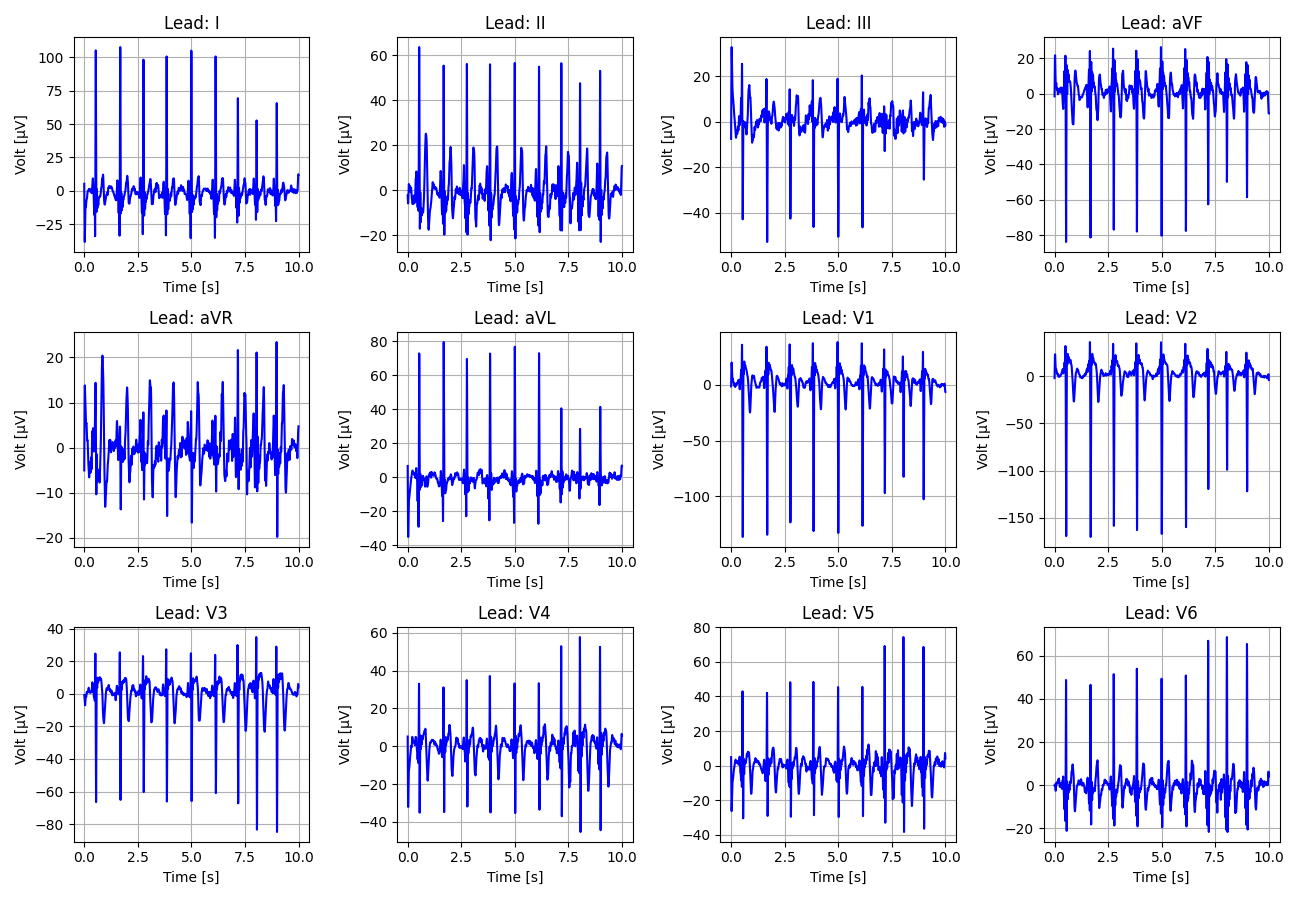 Lead: I
Lead: II
Lead: III
Lead: aVF
Volt [µV]
100
75
50
25
0
−25
0.0 2.5 5.0 7.5 10.0
Time [s]
Volt [µV]
60
40
20
0
−20
0.0 2.5 5.0 7.5 10.0
Time [s]
Volt [µV]
20
0
−20
−40
0.0 2.5 5.0 7.5 10.0
Time [s]
Volt [µV]
20
0
−20
−40
−60
−80
0.0 2.5 5.0 7.5 10.0
Time [s]
Lead: aVR
Lead: aVL
Lead: V1
Lead: V2
Volt [µV]
20
10
0
−10
−20
0.0 2.5 5.0 7.5 10.0
Time [s]
Volt [µV]
80
60
40
20
0
−20
−40
0.0 2.5 5.0 7.5 10.0
Time [s]
Volt [µV]
0
−50
−100
0.0 2.5 5.0 7.5 10.0
Time [s]
Volt [µV]
0
−50
−100
−150
0.0 2.5 5.0 7.5 10.0
Time [s]
Lead: V3
Lead: V4
Lead: V5
Lead: V6
Volt [µV]
40
20
0
−20
−40
−60
−80
0.0 2.5 5.0 7.5 10.0
Time [s]
Volt [µV]
60
40
20
0
−20
−40
0.0 2.5 5.0 7.5 10.0
Time [s]
Volt [µV]
80
60
40
20
0
−20
−40
0.0 2.5 5.0 7.5 10.0
Time [s]
Volt [µV]
60
40
20
0
−20
0.0 2.5 5.0 7.5 10.0
Time [s]